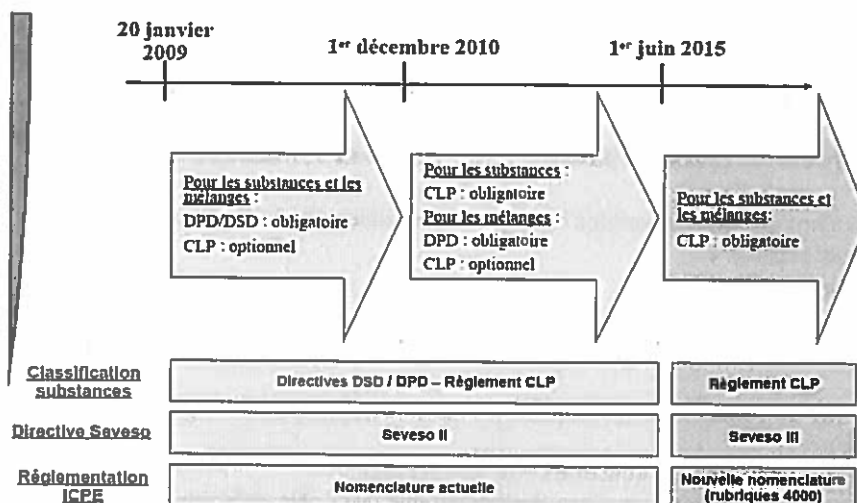 20 janvier
2009
1er décembre 2010
1er juin 2015
Pour les substances et les
mélanges :
DPD/DSD : obligatoire
CLP : optionnel
Pour les substances :
CLP : obligatoire
Pour les mélanges :
DPD : obligatoire
CLP : optionnel
Pour les substances et
les mélanges:
CLP : obligatoire
Classification
substances
Directives DSD / DPD – Règlement CLP
Règlement CLP
Directive Seveso
Seveso II
Seveso III
Réglementation
ICPE
Nomenclature actuelle
Nouvelle nomenclature
(rubriques 4000)